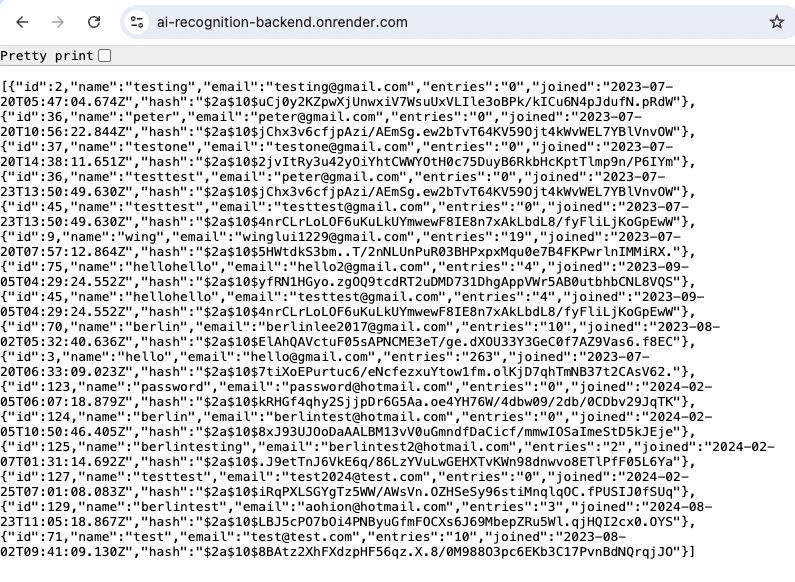 ai-recognition-backend.onrender.com
Pretty print
[{"id":2,"name":"testing","email":"testing@gmail.com","entries":"0","joined":"2023-07-
20T05:47:04.674Z","hash":"$2a$10$uCj0y2KZpwXjUnwxiV7WsuUxVLIle3oBPk/kICu6N4pJdufN.pRdW"},
{"id":36,"name":"peter","email":"peter@gmail.com","entries":"0","joined":"2023-07-
20T10:56:22.844Z","hash":"$2a$10$jChx3v6cfjpAzi/AEmSg.ew2bTvT64KV59Ojt4kWvWEL7YBlVnvOW"},
{"id":37,"name":"testone","email":"testone@gmail.com","entries":"0","joined":"2023-07-
20T14:38:11.651Z","hash":"$2a$10$2jvItRy3u42yOiYhtCWWYOtH0c75DuyB6RkbHcKptTlmp9n/P6IYm"},
{"id":36,"name":"testtest","email":"peter@gmail.com","entries":"0","joined":"2023-07-
23T13:50:49.630Z","hash":"$2a$10$jChx3v6cfjpAzi/AEmSg.ew2bTvT64KV59Ojt4kWvWEL7YBlVnvOW"},
{"id":45,"name":"testtest","email":"testtest@gmail.com","entries":"0","joined":"2023-07-
23T13:50:49.630Z","hash":"$2a$10$4nrCLrLoLOF6uKuLkUYmwewF8IE8n7xAkLbdL8/fyFliLjKoGpEwW"},
{"id":9,"name":"wing","email":"winglui1229@gmail.com","entries":"19","joined":"2023-07-
20T07:57:12.864Z","hash":"$2a$10$5HWtdkS3bm..T/2nNLUnPuR03BHPxpxMqu0e7B4FKPwrlnIMMiRX."},
{"id":75,"name":"hellohello","email":"hello2@gmail.com","entries":"4","joined":"2023-09-
05T04:29:24.552Z","hash":"$2a$10$yfRN1HGyo.zgOQ9tcdRT2uDMD731DhgAppVWr5AB0utbhbCNL8VQS"},
{"id":45,"name":"hellohello","email":"testtest@gmail.com","entries":"4","joined":"2023-09-
05T04:29:24.552Z","hash":"$2a$10$4nrCLrLoLOF6uKuLkUYmwewF8IE8n7xAkLbdL8/fyFliLjKoGpEwW"},
{"id":70,"name":"berlin","email":"berlinlee2017@gmail.com","entries":"10","joined":"2023-08-
02T05:32:40.636Z","hash":"$2a$10$ElAhQAVctuF05sAPNCME3eT/ge.dXOU33Y3GeC0f7AZ9Vas6.f8EC"},
{"id":3,"name":"hello","email":"hello@gmail.com","entries":"263","joined":"2023-07-
20T06:33:09.023Z","hash":"$2a$10$7tiXoEPurtuc6/eNcfezxuYtow1fm.olKjD7qhTmNB37t2CAsV62."},
{"id":123,"name":"password","email":"password@hotmail.com","entries":"0","joined":"2024-02-
05T06:07:18.879Z","hash":"$2a$10$kRHGf4qhy2SjjpDr6G5Aa.oe4YH76W/4dbw09/2db/0CDbv29JqTK"},
{"id":124,"name":"berlin","email":"berlintest@hotmail.com","entries":"0","joined":"2024-02-
05T10:50:46.405Z","hash":"$2a$10$8xJ93UJOoDaAALBM13vV0uGmndfDaCicf/mmwIOSaImeStD5kJEje"},
{"id":125,"name":"berlintesting","email":"berlintest2@hotmail.com","entries":"2","joined":"2024-02-
07T01:31:14.692Z","hash":"$2a$10$.J9etTnJ6VkE6q/86LzYVuLwGEHXTvKWn98dnwvo8ETlPfF05L6Ya"},
{"id":127,"name":"testtest","email":"test2024@test.com","entries":"0","joined":"2024-02-
25T07:01:08.083Z","hash":"$2a$10$iRqPXLSGYgTz5WW/AWsVn.OZHSeSy96stiMnqlqOC.fPUSIJ0fSUq"},
{"id":129,"name":"berlintest","email":"aohion@hotmail.com","entries":"3","joined":"2024-08-
23T11:05:18.867Z","hash":"$2a$10$LBJ5cPO7bOi4PNByuGfmFOCXs6J69MbepZRu5Wl.qjHQI2cx0.OYS"},
{"id":71,"name":"test","email":"test@test.com","entries":"10","joined":"2023-08-
02T09:41:09.130Z","hash":"$2a$10$8BAtz2XhFXdzpHF56qz.X.8/0M988O3pc6EKb3C17PvnBdNQrqjJO"}]